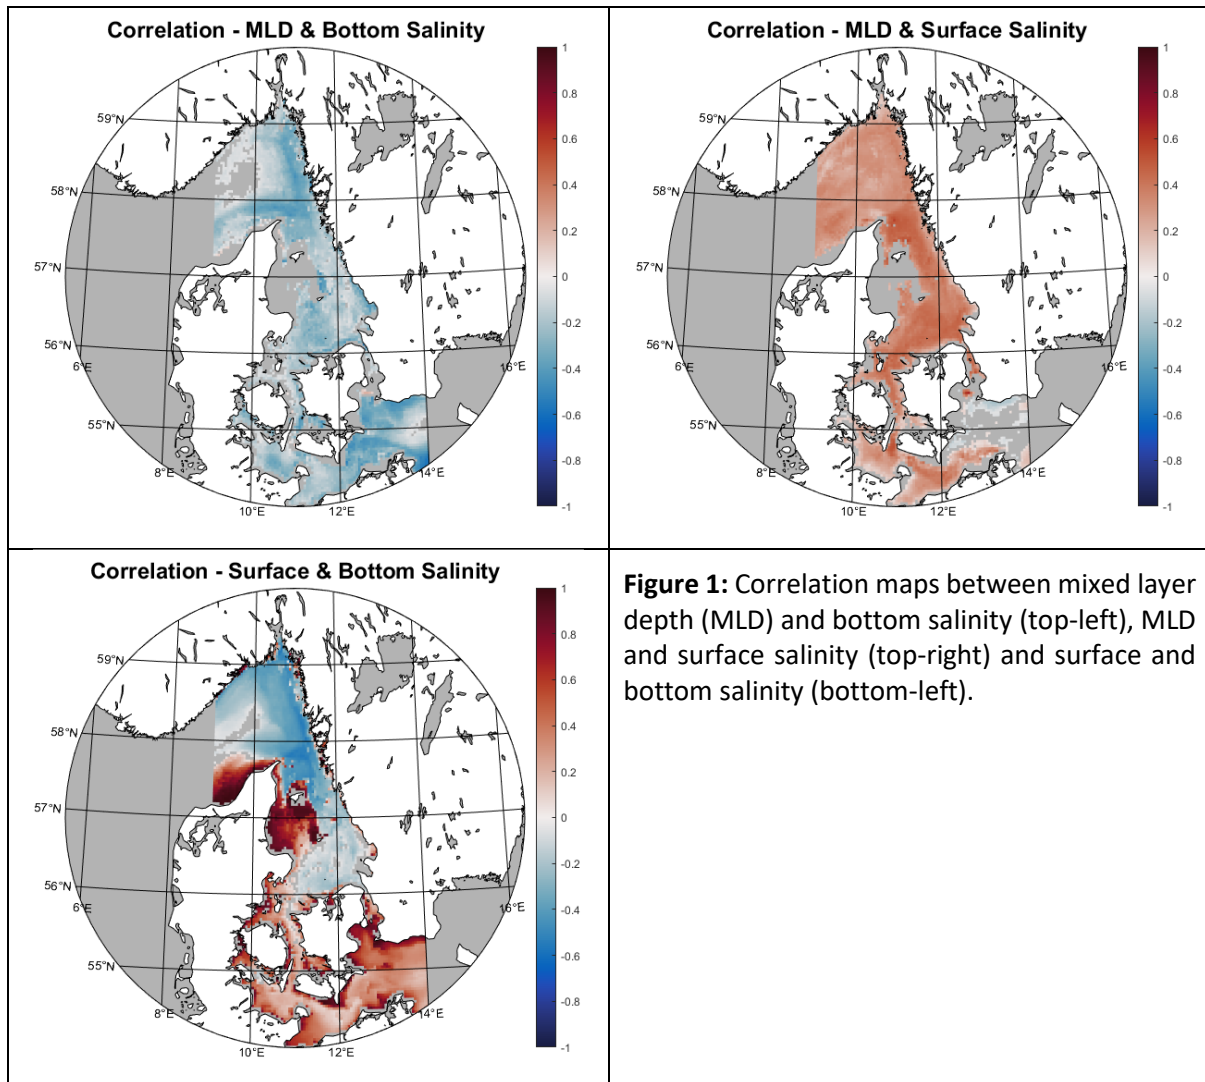 Correlation - MLD & Bottom Salinity
59°N
58°N
57°N
56°N
6°E
55°N
8°E
10°E
12°E
14°E
16°E
1
0.8
0.6
0.4
0.2
0
-0.2
-0.4
-0.6
-0.8
-1
Correlation - MLD & Surface Salinity
59°N
58°N
57°N
56°N
6°E
55°N
8°E
10°E
12°E
14°E
16°E
1
0.8
0.6
0.4
0.2
0
-0.2
-0.4
-0.6
-0.8
-1
Correlation - Surface & Bottom Salinity
59°N
58°N
57°N
56°N
6°E
55°N
8°E
10°E
12°E
14°E
16°E
1
0.8
0.6
0.4
0.2
0
-0.2
-0.4
-0.6
-0.8
-1
Figure 1: Correlation maps between mixed layer
depth (MLD) and bottom salinity (top-left), MLD
and surface salinity (top-right) and surface and
bottom salinity (bottom-left).